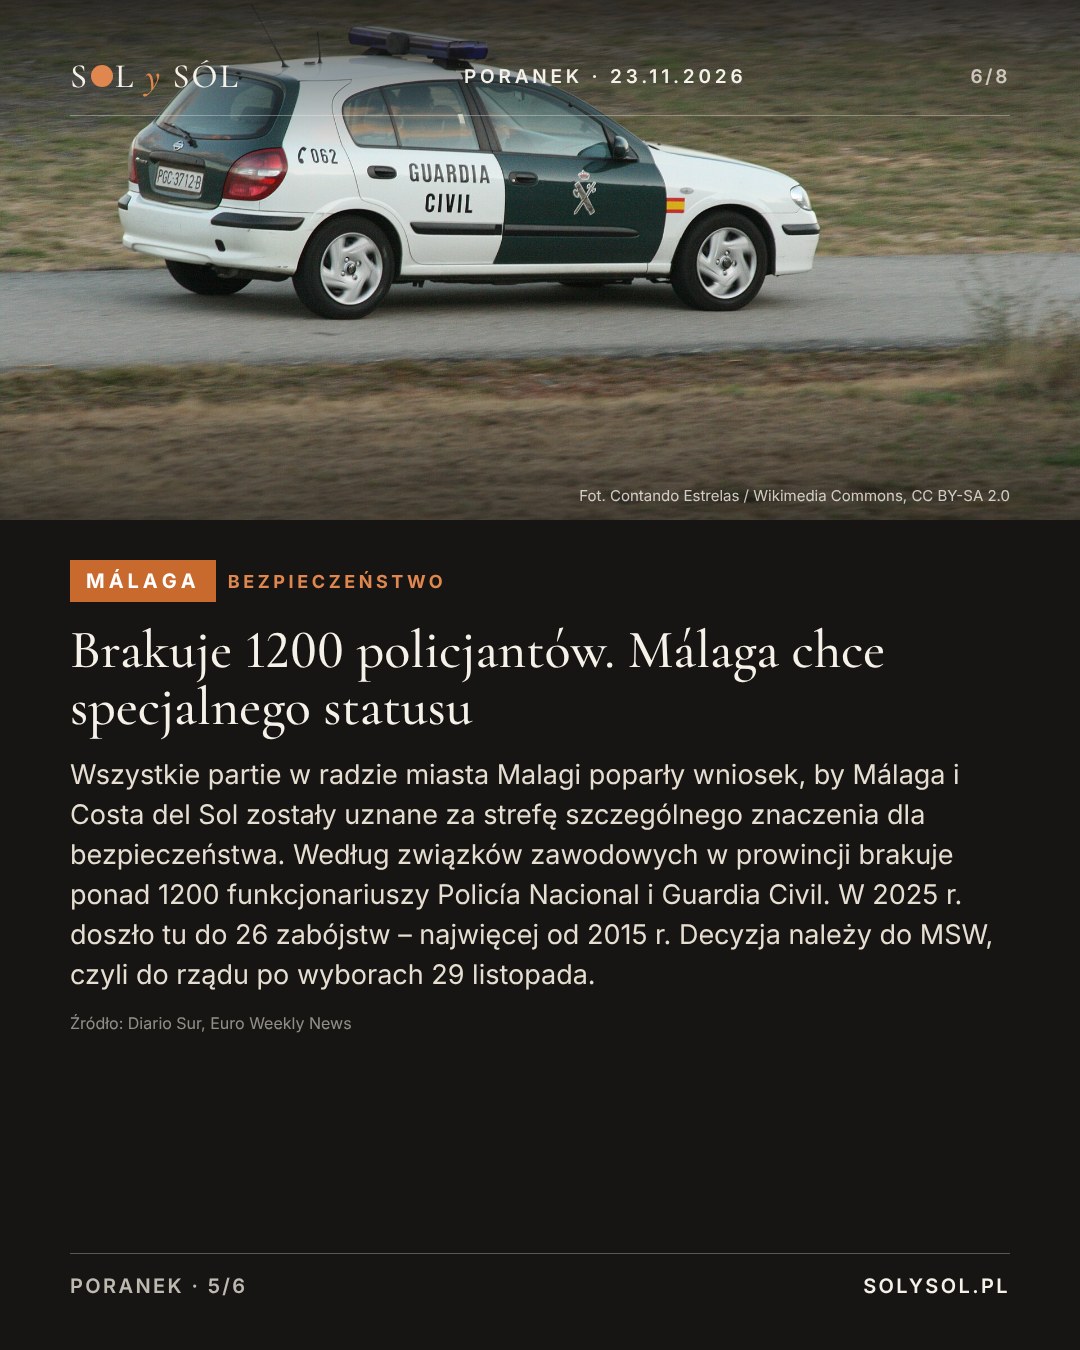 SOL y SÓL
PORANEK · 23.11.2026
6/8
062
GUARDIA
CIVIL
PGC-3712-B
Fot. Contando Estrelas / Wikimedia Commons, CC BY-SA 2.0
MÁLAGA
BEZPIECZEŃSTWO
Brakuje 1200 policjantów. Málaga chce
specjalnego statusu
Wszystkie partie w radzie miasta Malagi poparły wniosek, by Málaga i
Costa del Sol zostały uznane za strefę szczególnego znaczenia dla
bezpieczeństwa. Według związków zawodowych w prowincji brakuje
ponad 1200 funkcjonariuszy Policía Nacional i Guardia Civil. W 2025 r.
doszło tu do 26 zabójstw – najwięcej od 2015 r. Decyzja należy do MSW,
czyli do rządu po wyborach 29 listopada.
Źródło: Diario Sur, Euro Weekly News
PORANEK · 5/6
SOLYSOL.PL